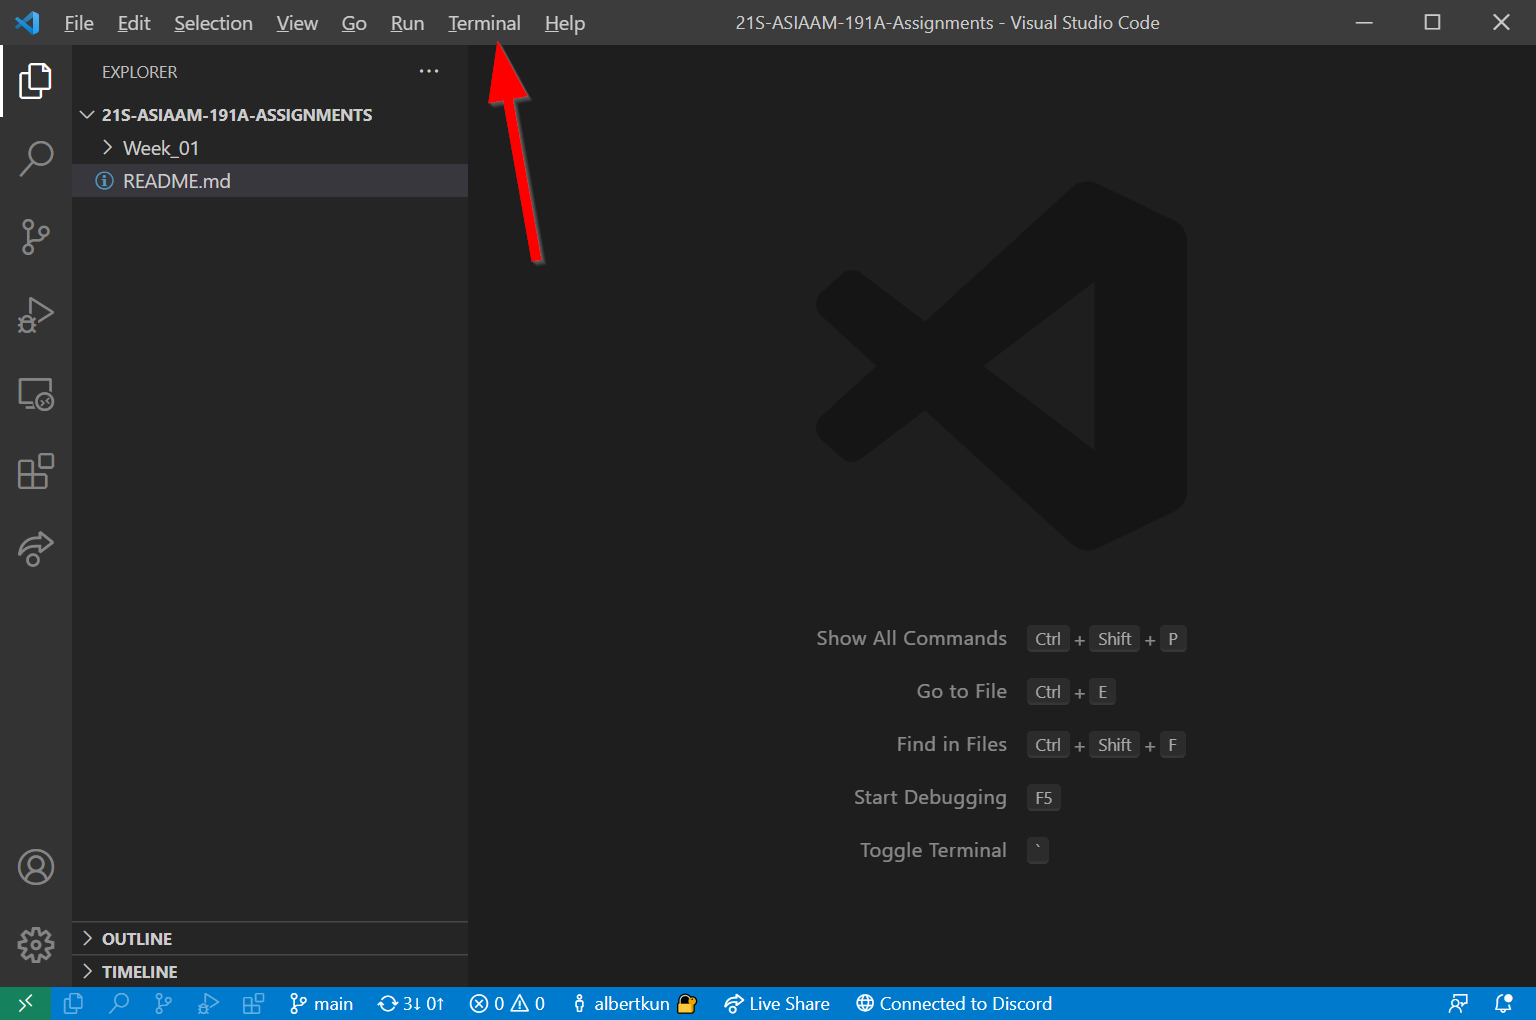 File Edit Selection View Go Run Terminal Help 21S-ASIAAM-191A-Assignments - Visual Studio Code
EXPLORER
21S-ASIAAM-191A-ASSIGNMENTS
Week_01
README.md
Show All Commands Ctrl + Shift + P
Go to File Ctrl + E
Find in Files Ctrl + Shift + F
Start Debugging F5
Toggle Terminal `
OUTLINE
TIMELINE
main 3↓ 0↑ 0 0 albertkun Live Share Connected to Discord